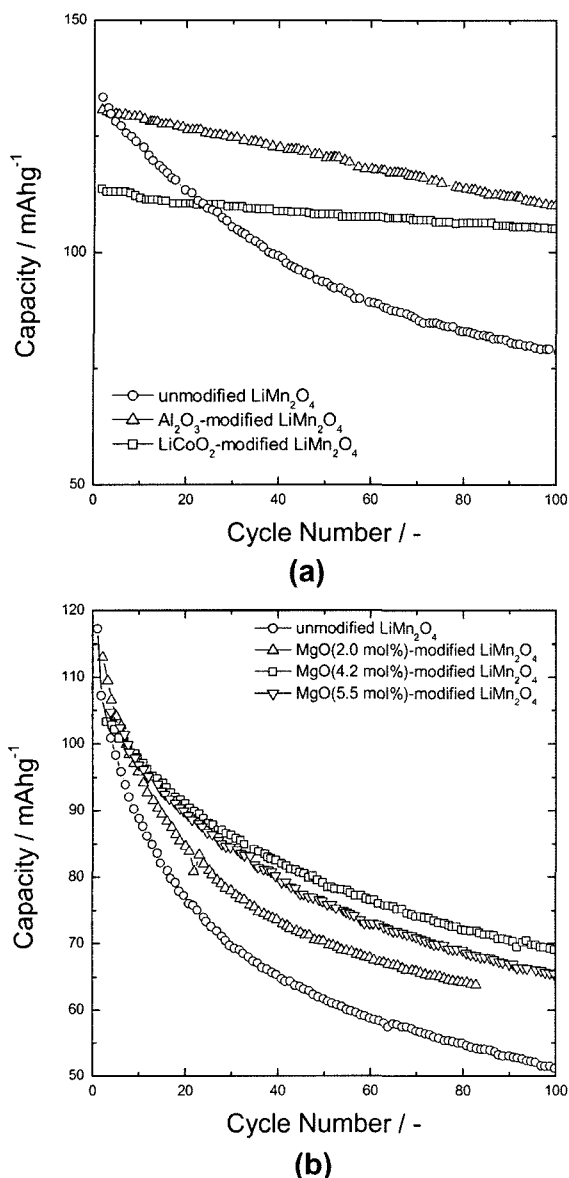 150
100
50
Capacity / mAhg⁻¹
unmodified LiMn₂O₄
Al₂O₃-modified LiMn₂O₄
LiCoO₂-modified LiMn₂O₄
0 20 40 60 80 100
Cycle Number / -
(a)
120
110
100
90
80
70
60
50
Capacity / mAhg⁻¹
unmodified LiMn₂O₄
MgO(2.0 mol%)-modified LiMn₂O₄
MgO(4.2 mol%)-modified LiMn₂O₄
MgO(5.5 mol%)-modified LiMn₂O₄
0 20 40 60 80 100
Cycle Number / -
(b)